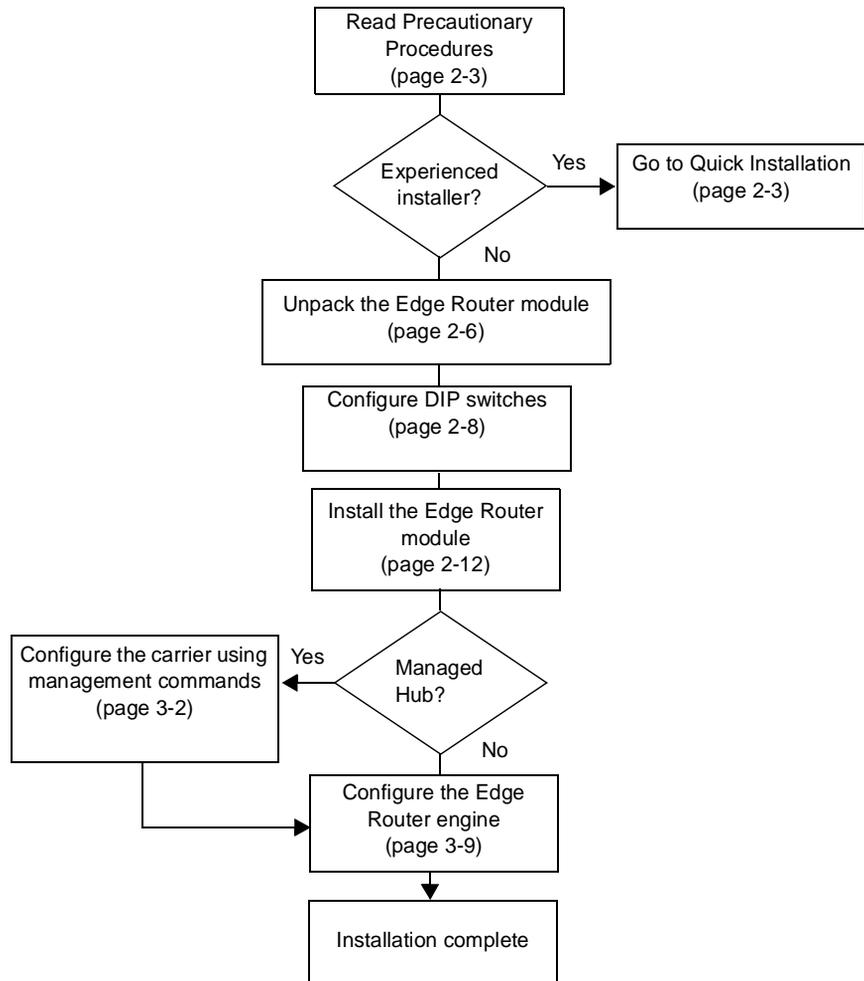 Read Precautionary
Procedures
(page 2-3)
Experienced
installer?
Yes
Go to Quick Installation
(page 2-3)
No
Unpack the Edge Router module
(page 2-6)
Configure DIP switches
(page 2-8)
Install the Edge Router
module
(page 2-12)
Managed
Hub?
Yes
Configure the carrier using
management commands
(page 3-2)
No
Configure the Edge
Router engine
(page 3-9)
Installation complete